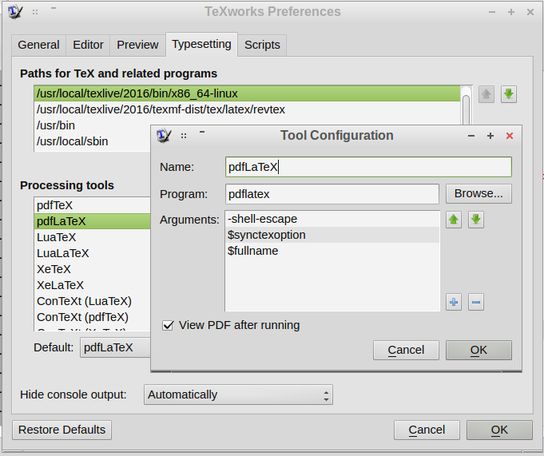 TeXworks Preferences
General Editor Preview Typesetting Scripts
Paths for TeX and related programs
/usr/local/texlive/2016/bin/x86_64-linux
/usr/local/texlive/2016/texmf-dist/tex/latex/revtex
/usr/bin
/usr/local/sbin
Processing tools
pdfTeX
pdfLaTeX
LuaTeX
LuaLaTeX
XeTeX
XeLaTeX
ConTeXt (LuaTeX)
ConTeXt (pdfTeX)
Default: pdfLaTeX
Hide console output: Automatically
Restore Defaults Cancel OK
Tool Configuration
Name: pdfLaTeX
Program: pdflatex Browse...
Arguments: -shell-escape
$synctexoption
$fullname
View PDF after running
Cancel OK